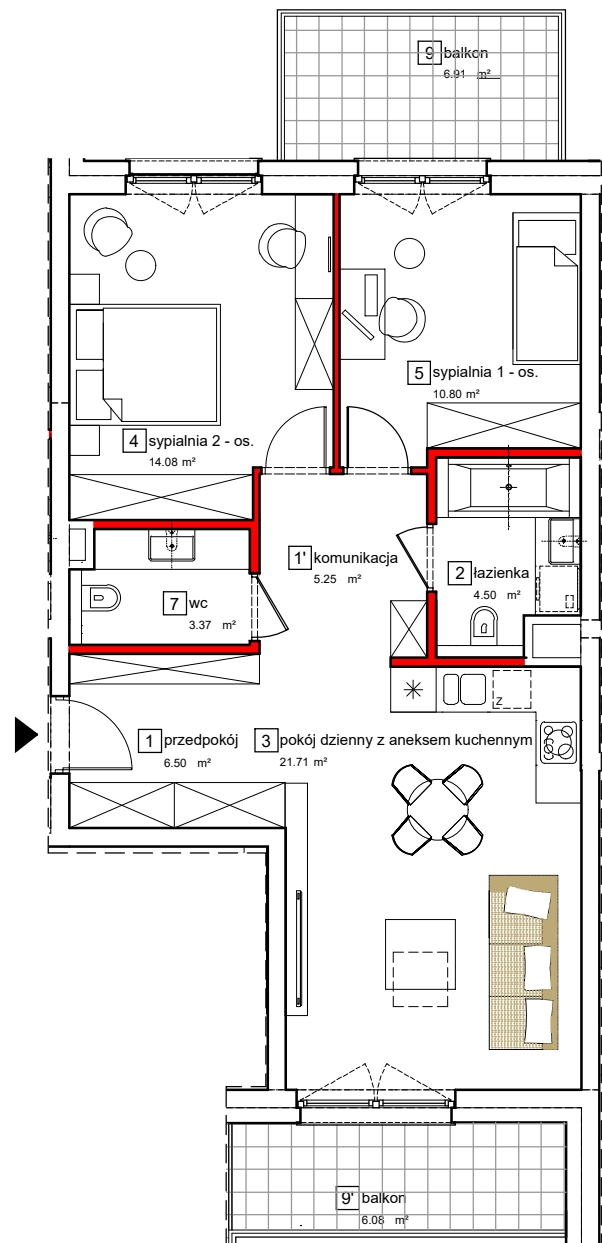 9 balkon
6.91 m²
5 sypialnia 1 - os.
10.80 m²
4 sypialnia 2 - os.
14.08 m²
1' komunikacja
5.25 m²
2 łazienka
4.50 m²
7 wc
3.37 m²
Z
1 przedpokój
6.50 m²
3 pokój dzienny z aneksem kuchennym
21.71 m²
9' balkon
6.08 m²